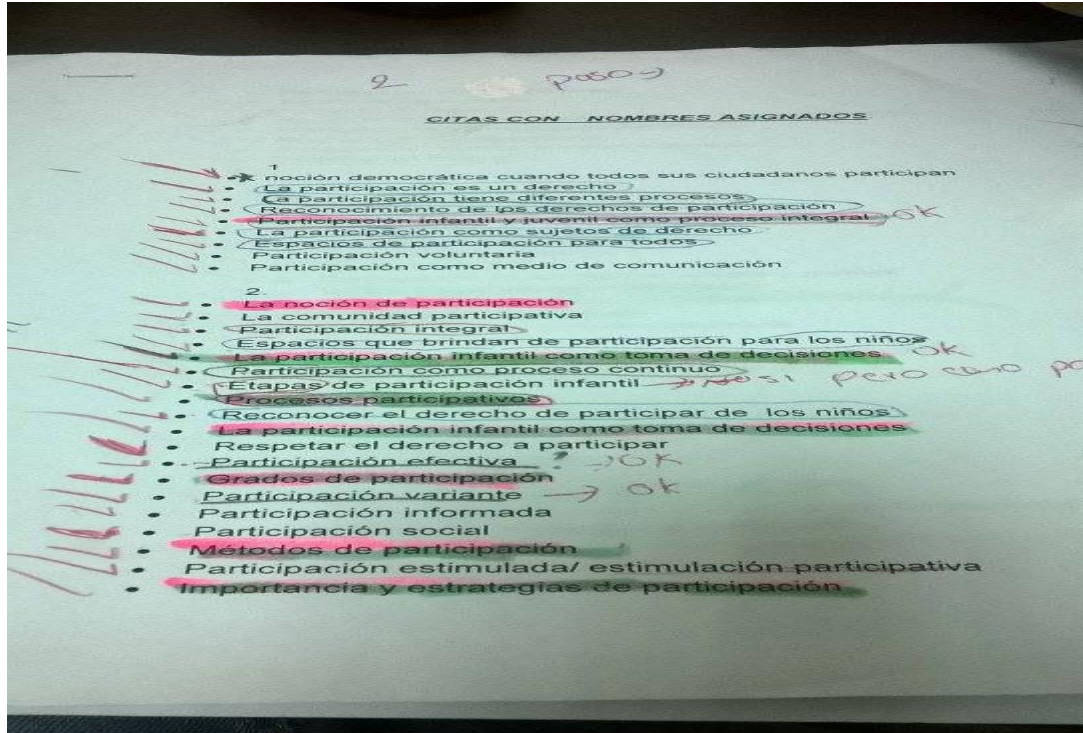 2 paso
CITAS CON NOMBRES ASIGNADOS
1
noción democrática cuando todos sus ciudadanos participan
La participación es un derecho
La participación tiene diferentes procesos
Reconocimiento de los derechos de participación
Participación infantil y juvenil como proceso integral OK
La participación como sujetos de derecho
Espacios de participación para todos
Participación voluntaria
Participación como medio de comunicación
2.
La noción de participación
La comunidad participativa
Participación integral
Espacios que brindan de participación para los niños
La participación infantil como toma de decisiones OK
Participación como proceso continuo
Etapas de participación infantil si pero como
Procesos participativos
Reconocer el derecho de participar de los niños
La participación infantil como toma de decisiones
Respetar el derecho a participar
Participación efectiva ? OK
Grados de participación
Participación variante OK
Participación informada
Participación social
Métodos de participación
Participación estimulada/ estimulación participativa
Importancia y estrategias de participación